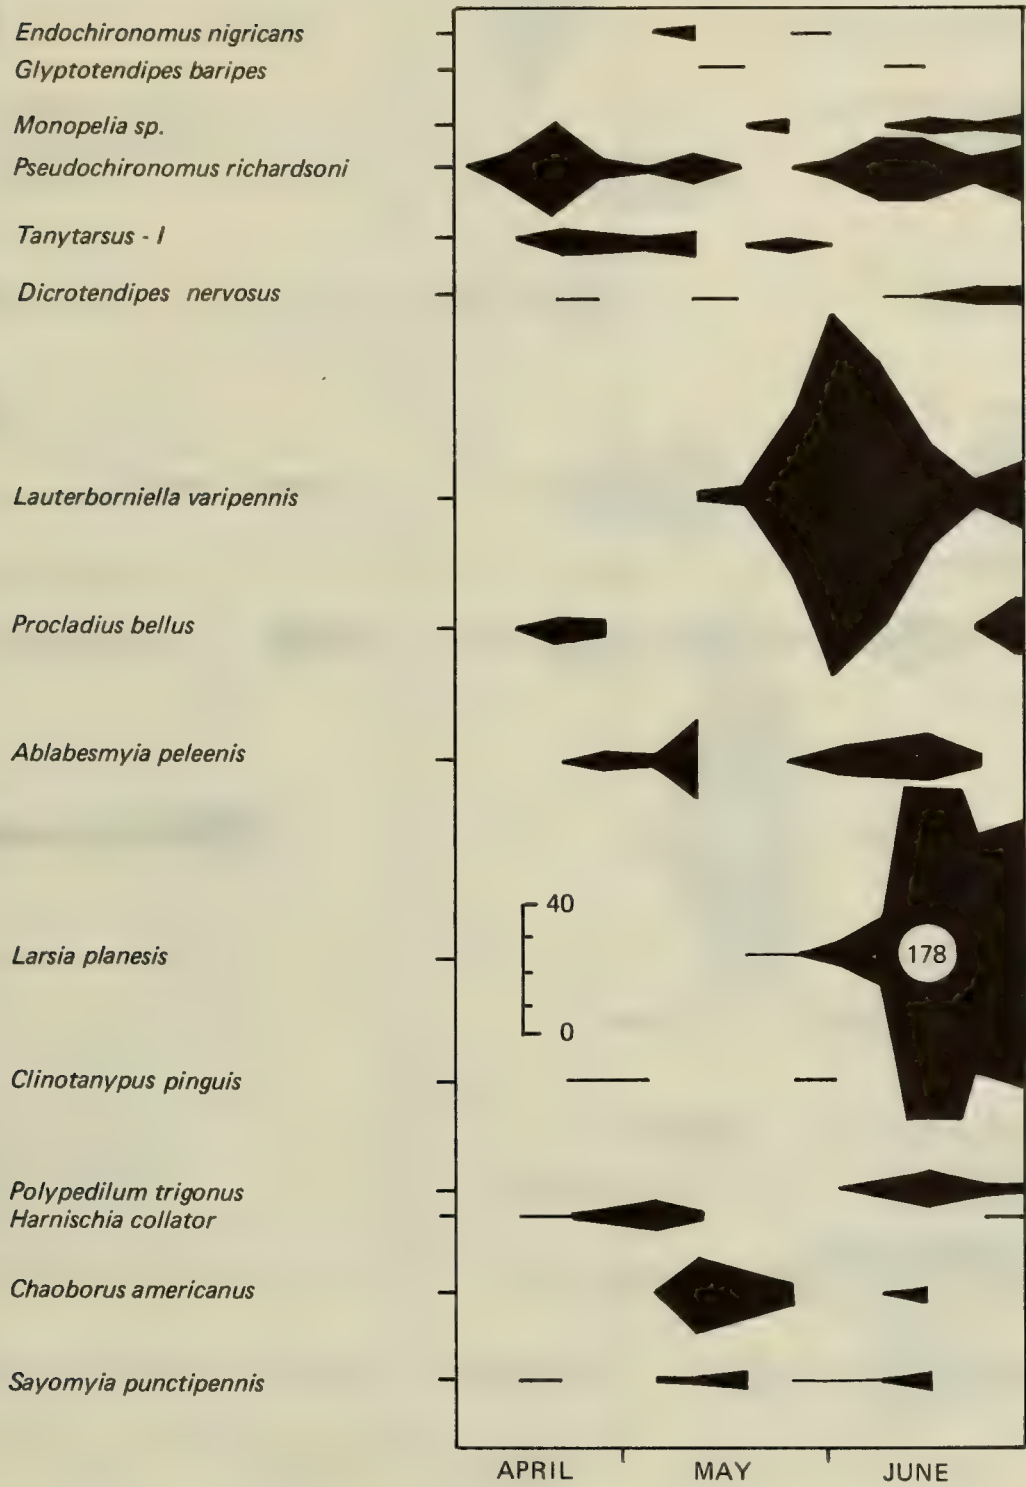 Endochironomus nigricans
Glyptotendipes baripes
Monopelia sp.
Pseudochironomus richardsoni
Tanytarsus - I
Dicrotendipes nervosus
Lauterborniella varipennis
Procladius bellus
Ablabesmyia peleenis
40
Larsia planesis
178
0
Clinotanypus pinguis
Polypedilum trigonus
Harnischia collator
Chaoborus americanus
Sayomyia punctipennis
APRIL MAY JUNE